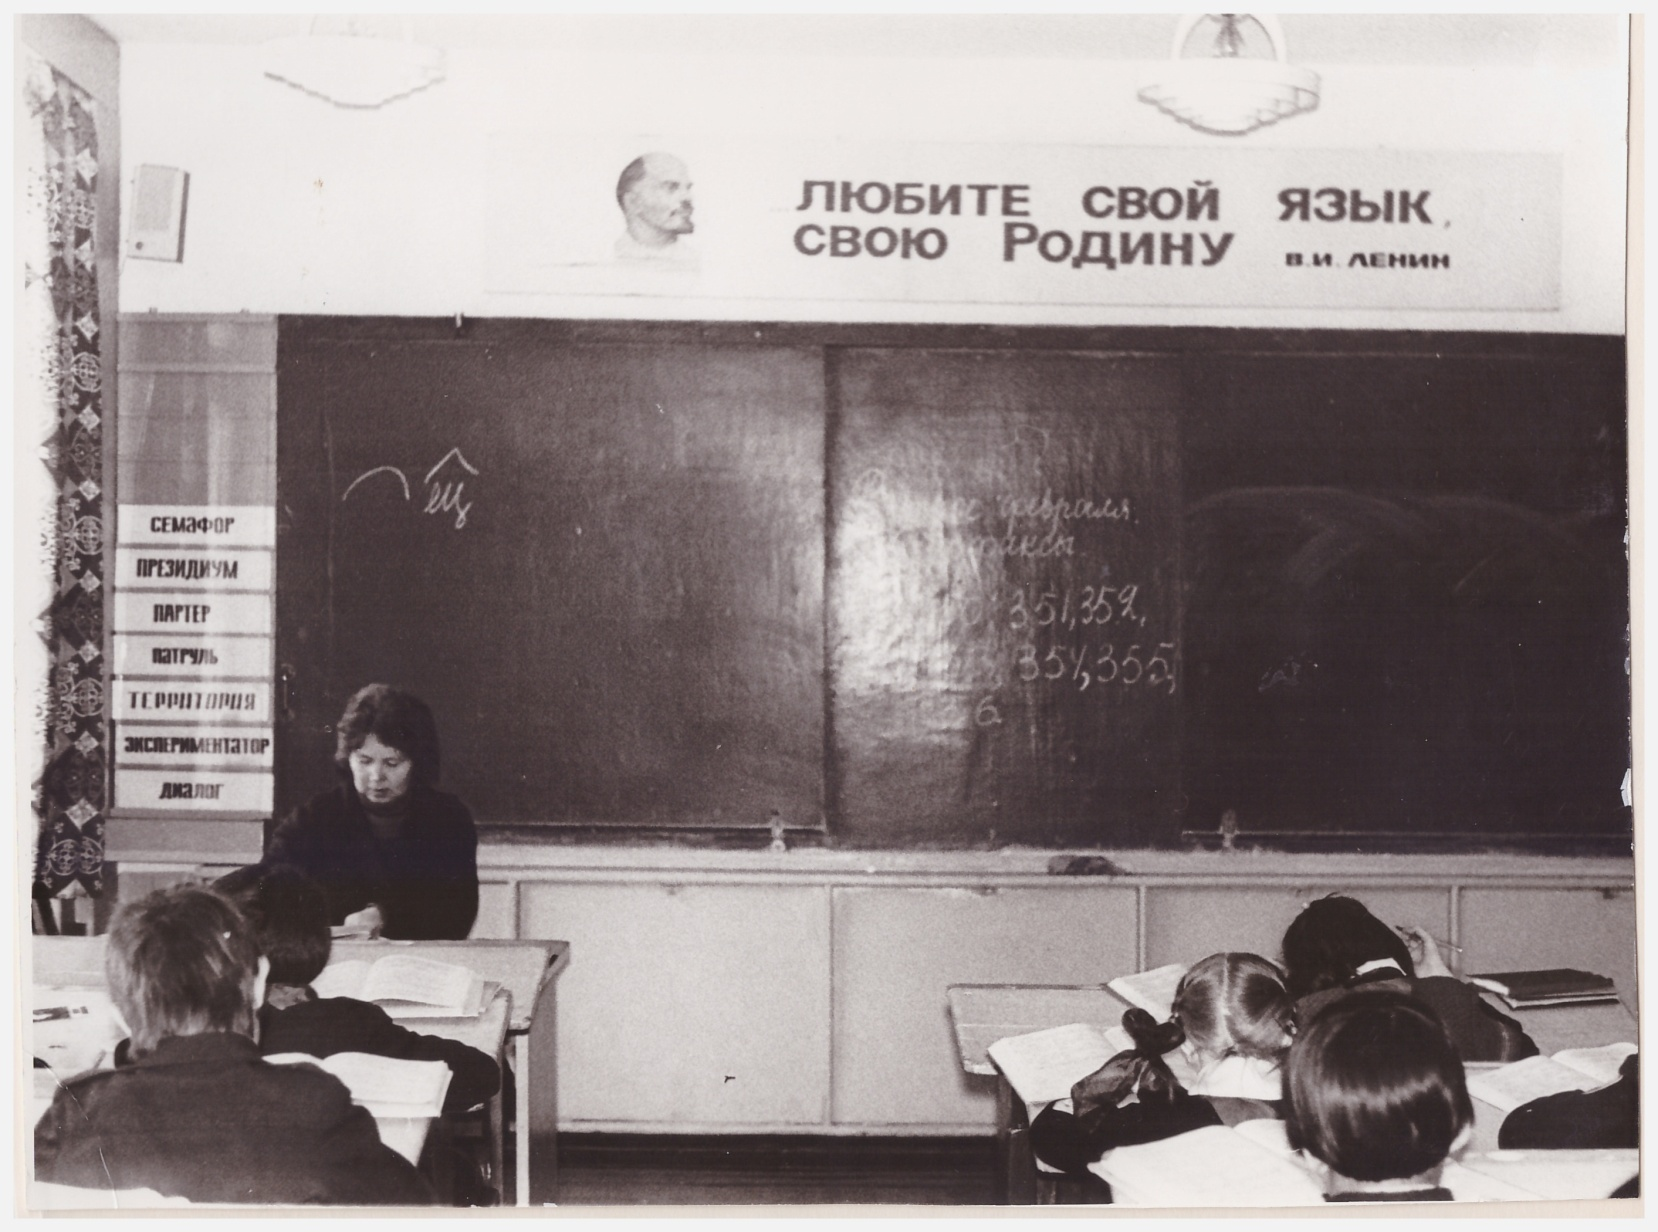 ЛЮБИТЕ СВОЙ ЯЗЫК,
СВОЮ РОДИНУ
В.И. ЛЕНИН
СЕМАФОР
ПРЕЗИДИУМ
ПАРТЕР
ПАТРУЛЬ
ТЕРРИТОРИЯ
ЭКСПЕРИМЕНТАТОР
ДИАЛОГ
ец
февраля.
351, 352,
354, 355,
6